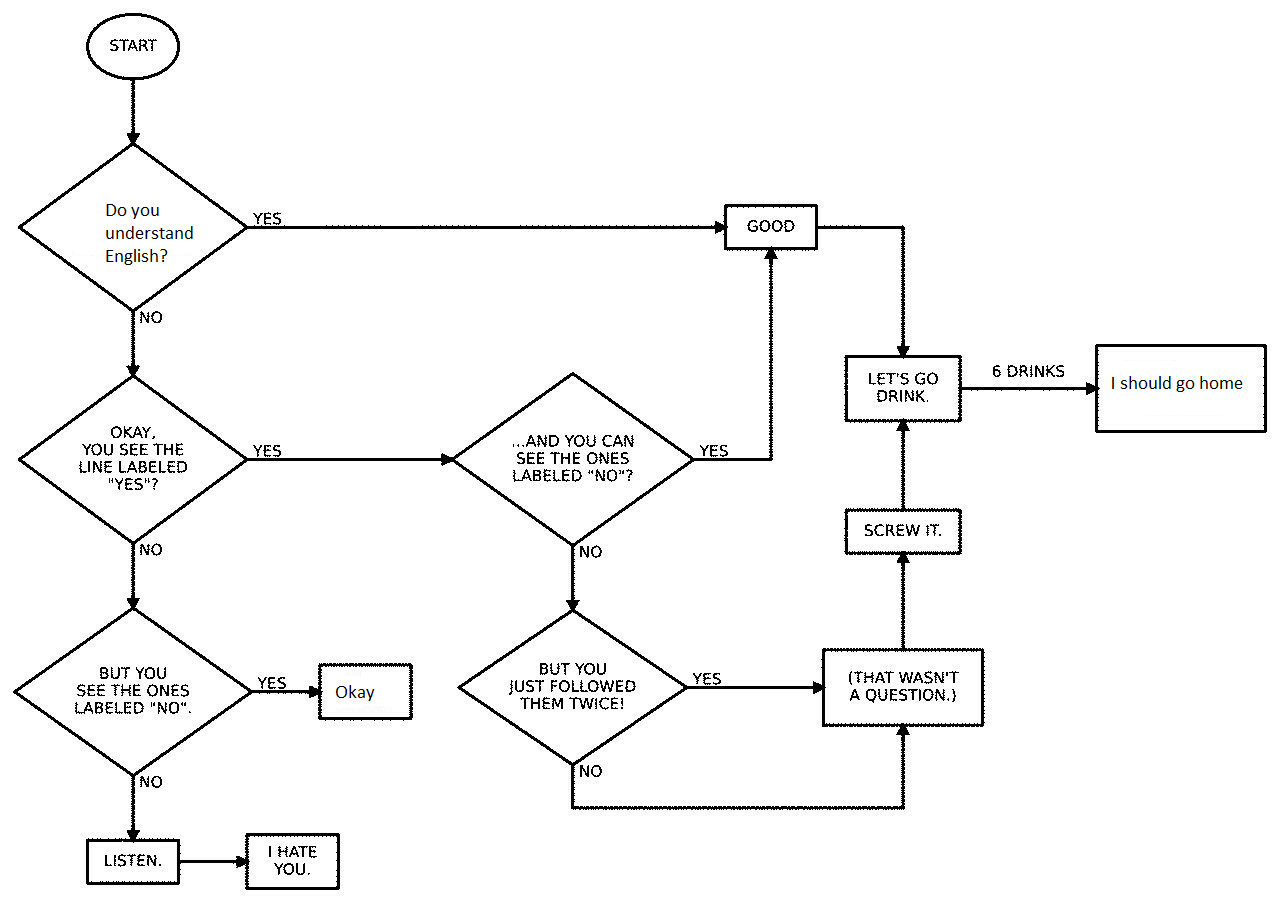 START
Do you
understand
English?
YES
GOOD
NO
OKAY,
YOU SEE THE
LINE LABELED
"YES"?
YES
...AND YOU CAN
SEE THE ONES
LABELED "NO"?
YES
LET'S GO
DRINK.
6 DRINKS
I should go home
SCREW IT.
NO
NO
BUT YOU
SEE THE ONES
LABELED "NO".
YES
Okay
BUT YOU
JUST FOLLOWED
THEM TWICE!
YES
(THAT WASN'T
A QUESTION.)
NO
NO
LISTEN.
I HATE
YOU.